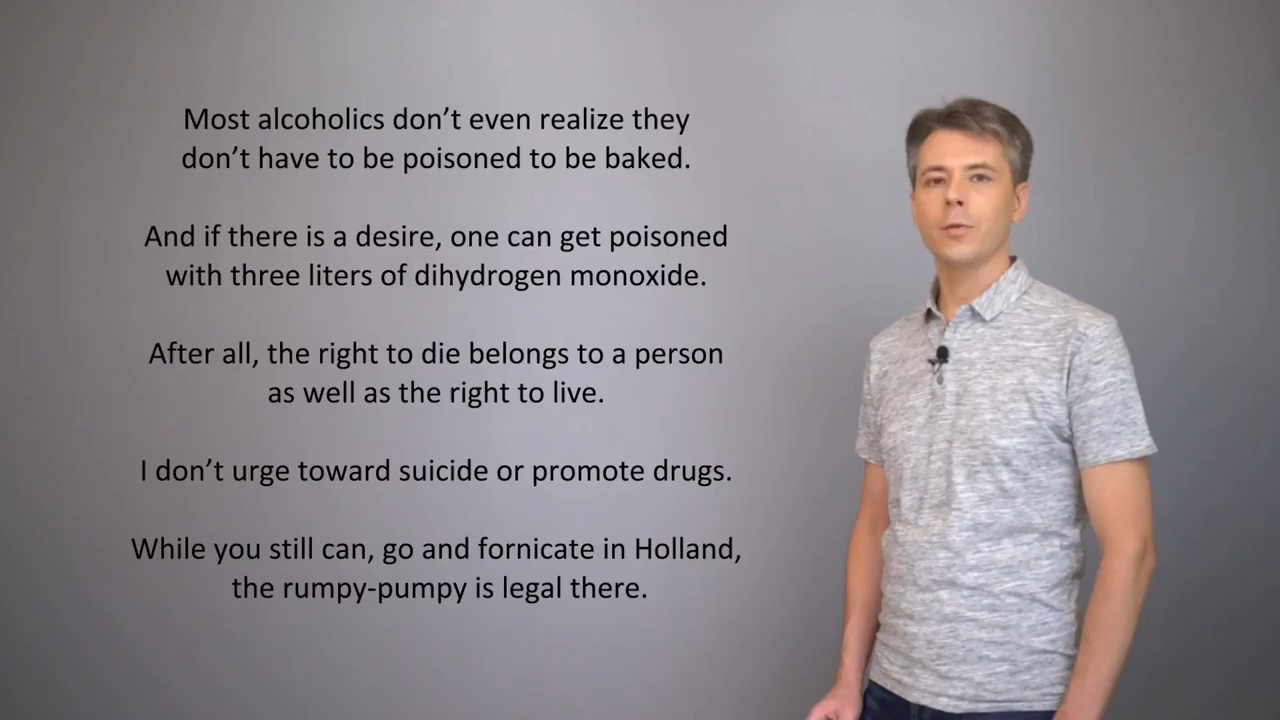 Most alcoholics don’t even realize they
don’t have to be poisoned to be baked.
And if there is a desire, one can get poisoned
with three liters of dihydrogen monoxide.
After all, the right to die belongs to a person
as well as the right to live.
I don’t urge toward suicide or promote drugs.
While you still can, go and fornicate in Holland,
the rumpy-pumpy is legal there.